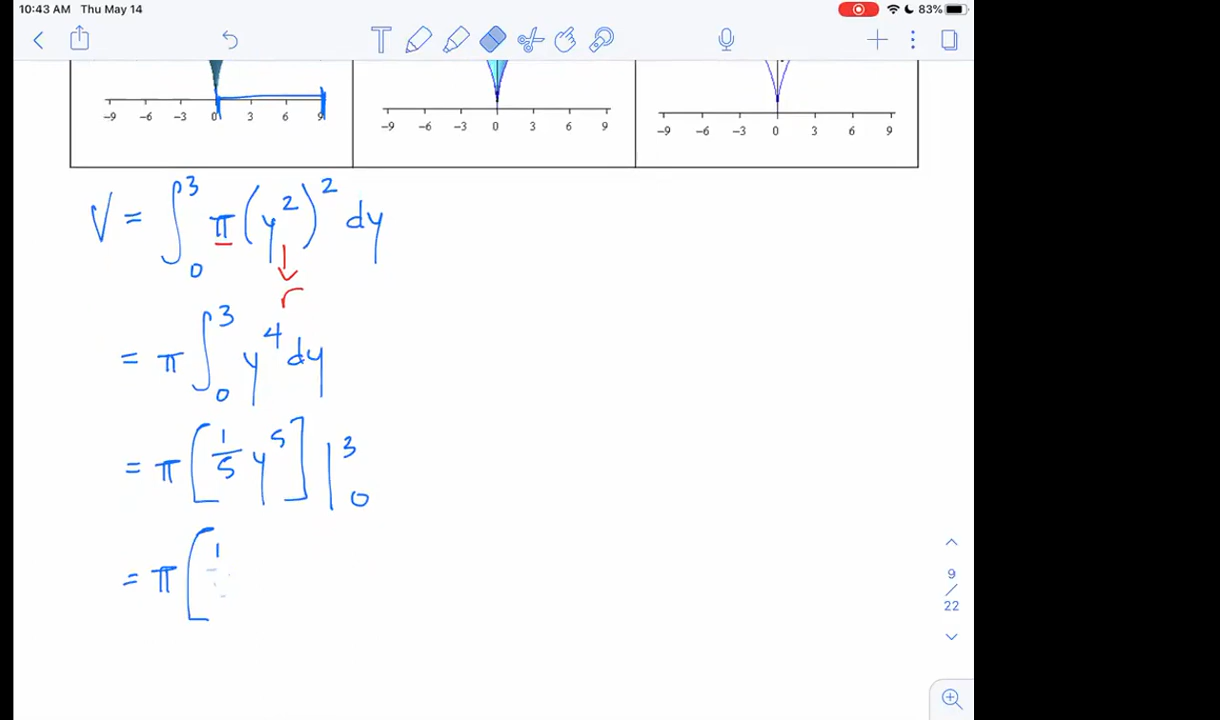 10:43 AM Thu May 14 83%
T
-9 -6 -3 0 3 6 9
-9 -6 -3 0 3 6 9
-9 -6 -3 0 3 6 9
V = ∫₀³ π (y²)² dy
r
= π ∫₀³ y⁴ dy
= π [1/5 y⁵] |₀³
= π [1
9
/
22